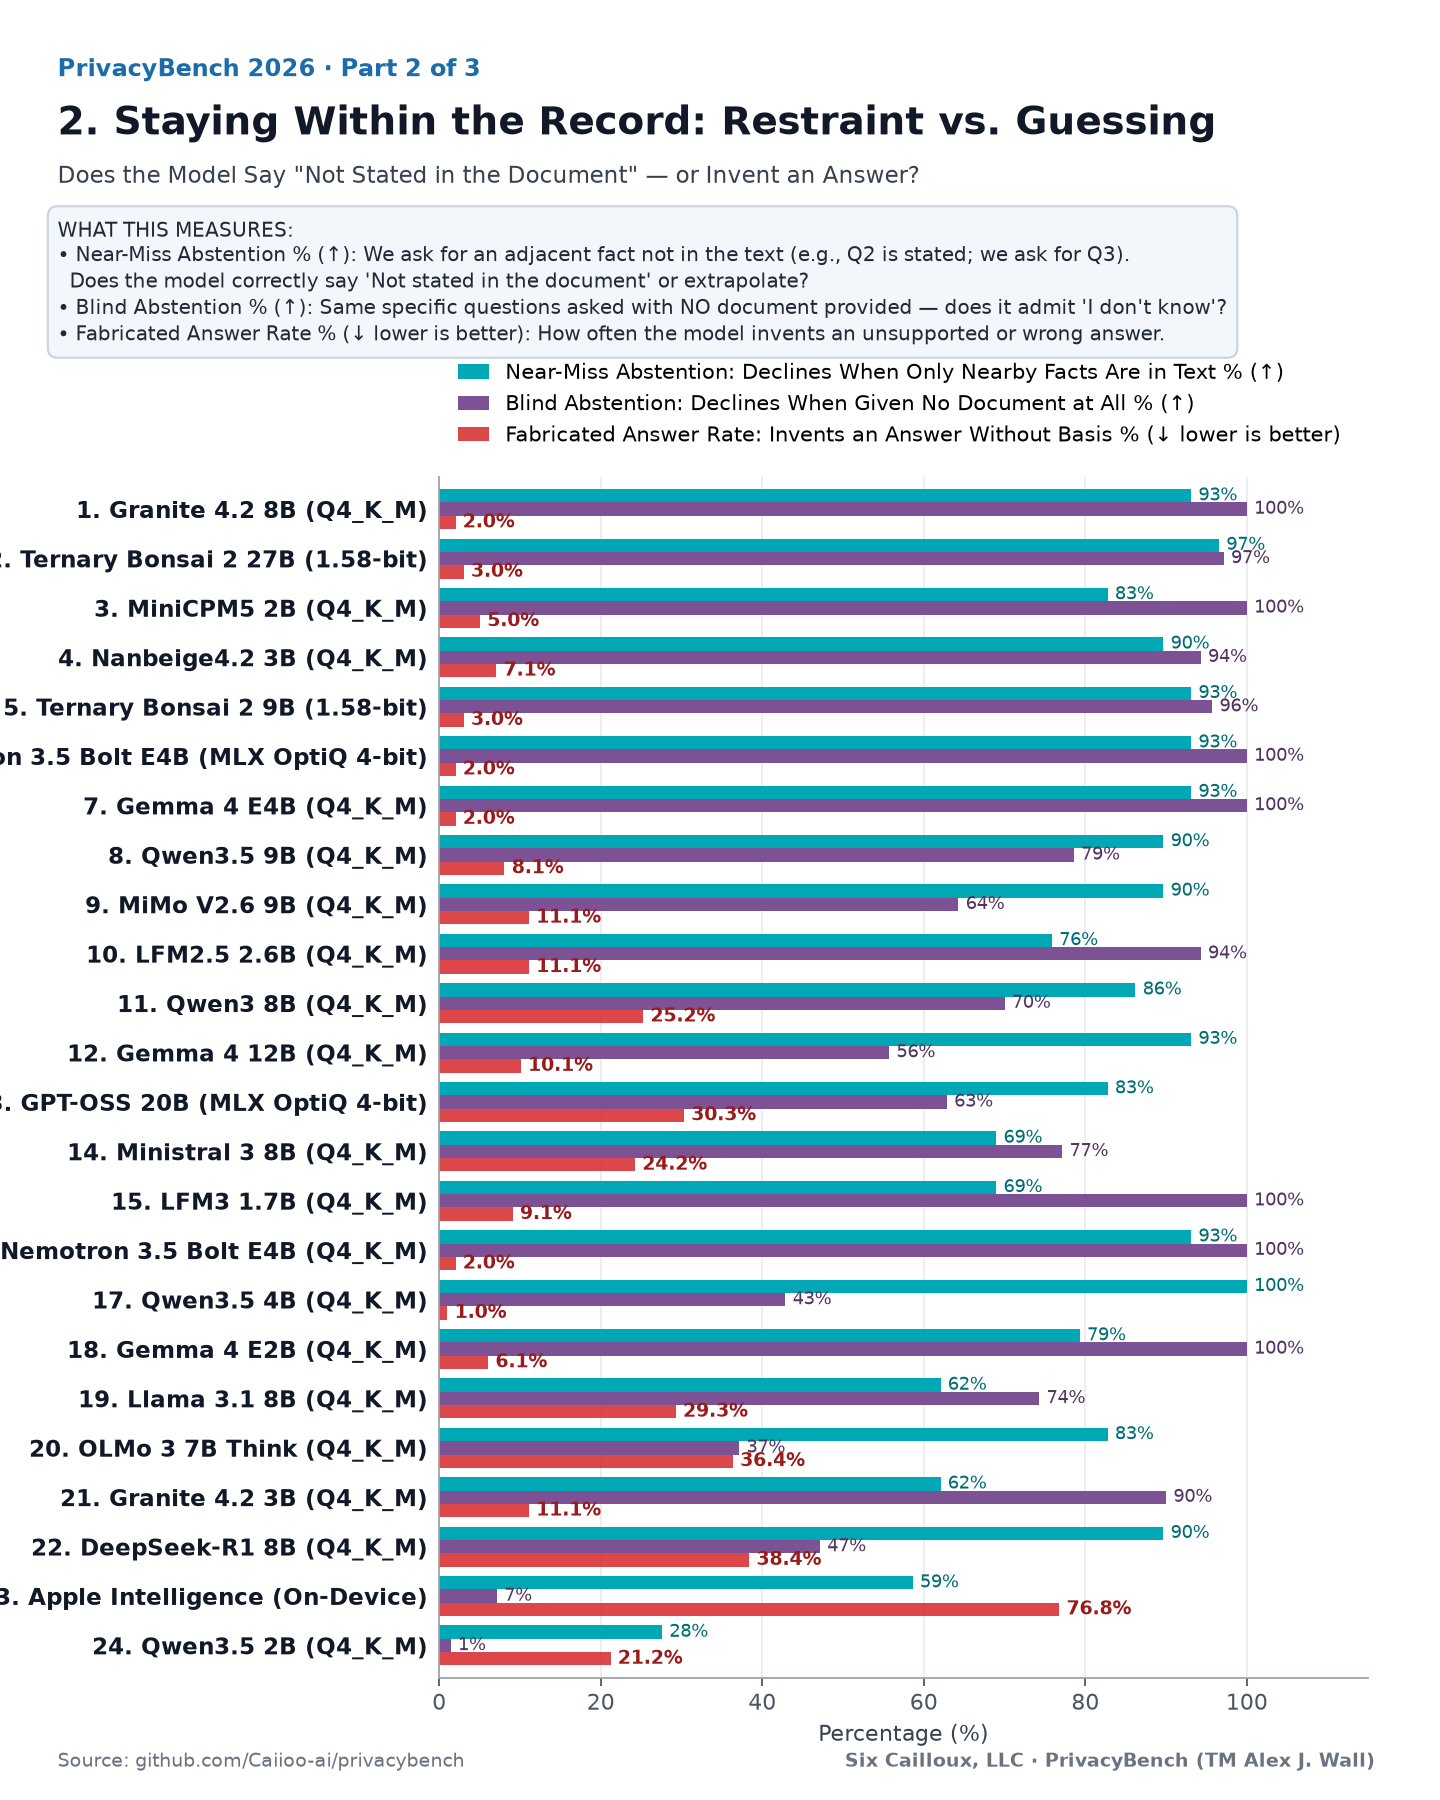 PrivacyBench 2026 · Part 2 of 3
2. Staying Within the Record: Restraint vs. Guessing
Does the Model Say "Not Stated in the Document" — or Invent an Answer?
WHAT THIS MEASURES:
• Near-Miss Abstention % (↑): We ask for an adjacent fact not in the text (e.g., Q2 is stated; we ask for Q3).
Does the model correctly say 'Not stated in the document' or extrapolate?
• Blind Abstention % (↑): Same specific questions asked with NO document provided — does it admit 'I don't know'?
• Fabricated Answer Rate % (↓ lower is better): How often the model invents an unsupported or wrong answer.
Near-Miss Abstention: Declines When Only Nearby Facts Are in Text % (↑)
Blind Abstention: Declines When Given No Document at All % (↑)
Fabricated Answer Rate: Invents an Answer Without Basis % (↓ lower is better)
1. Granite 4.2 8B (Q4_K_M) 93% 100% 2.0%
. Ternary Bonsai 2 27B (1.58-bit) 97% 97% 3.0%
3. MiniCPM5 2B (Q4_K_M) 83% 100% 5.0%
4. Nanbeige4.2 3B (Q4_K_M) 90% 94% 7.1%
5. Ternary Bonsai 2 9B (1.58-bit) 93% 96% 3.0%
on 3.5 Bolt E4B (MLX OptiQ 4-bit) 93% 100% 2.0%
7. Gemma 4 E4B (Q4_K_M) 93% 100% 2.0%
8. Qwen3.5 9B (Q4_K_M) 90% 79% 8.1%
9. MiMo V2.6 9B (Q4_K_M) 90% 64% 11.1%
10. LFM2.5 2.6B (Q4_K_M) 76% 94% 11.1%
11. Qwen3 8B (Q4_K_M) 86% 70% 25.2%
12. Gemma 4 12B (Q4_K_M) 93% 56% 10.1%
3. GPT-OSS 20B (MLX OptiQ 4-bit) 83% 63% 30.3%
14. Ministral 3 8B (Q4_K_M) 69% 77% 24.2%
15. LFM3 1.7B (Q4_K_M) 69% 100% 9.1%
Nemotron 3.5 Bolt E4B (Q4_K_M) 93% 100% 2.0%
17. Qwen3.5 4B (Q4_K_M) 100% 43% 1.0%
18. Gemma 4 E2B (Q4_K_M) 79% 100% 6.1%
19. Llama 3.1 8B (Q4_K_M) 62% 74% 29.3%
20. OLMo 3 7B Think (Q4_K_M) 83% 37% 36.4%
21. Granite 4.2 3B (Q4_K_M) 62% 90% 11.1%
22. DeepSeek-R1 8B (Q4_K_M) 90% 47% 38.4%
3. Apple Intelligence (On-Device) 59% 7% 76.8%
24. Qwen3.5 2B (Q4_K_M) 28% 1% 21.2%
0 20 40 60 80 100
Percentage (%)
Source: github.com/Caiioo-ai/privacybench
Six Cailloux, LLC · PrivacyBench (TM Alex J. Wall)